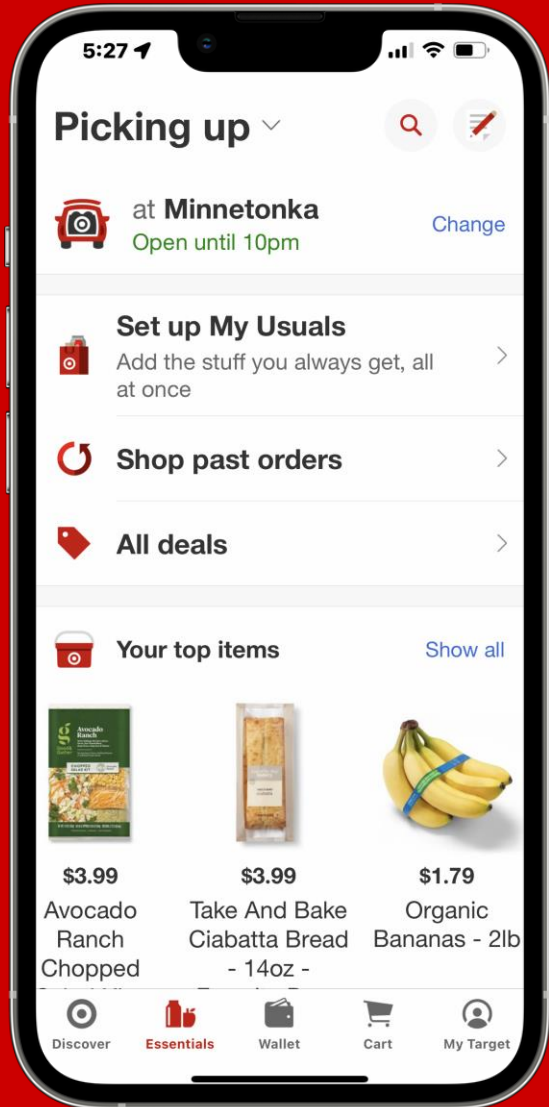 5:27
Picking up
at Minnetonka
Open until 10pm
Change
Set up My Usuals
Add the stuff you always get, all
at once
Shop past orders
All deals
Your top items
Show all
g
Avocado
Ranch
CHOPPED
SALAD KIT
$3.99
$3.99
$1.79
Avocado
Ranch
Chopped
Take And Bake
Ciabatta Bread
- 14oz -
Organic
Bananas - 2lb
Discover
Essentials
Wallet
Cart
My Target